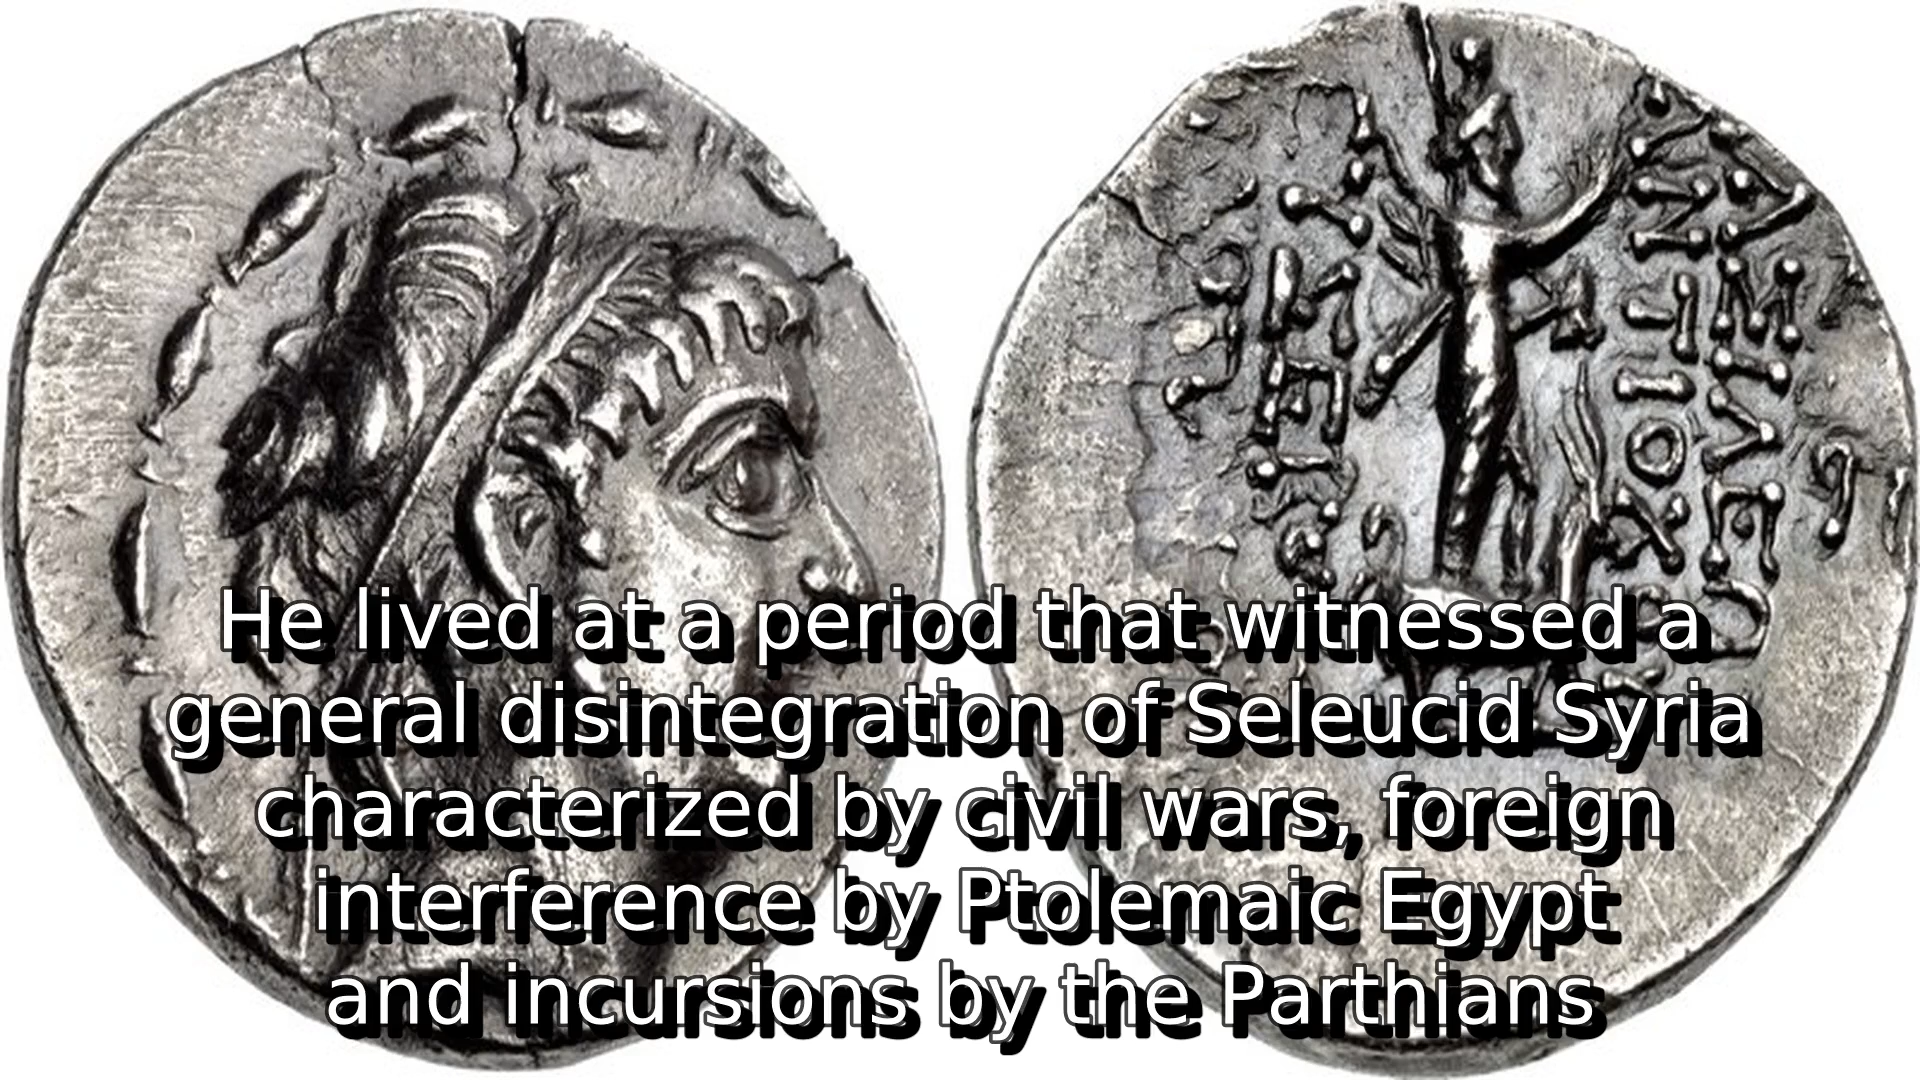 He lived at a period that witnessed a
general disintegration of Seleucid Syria
characterized by civil wars, foreign
interference by Ptolemaic Egypt
and incursions by the Parthians